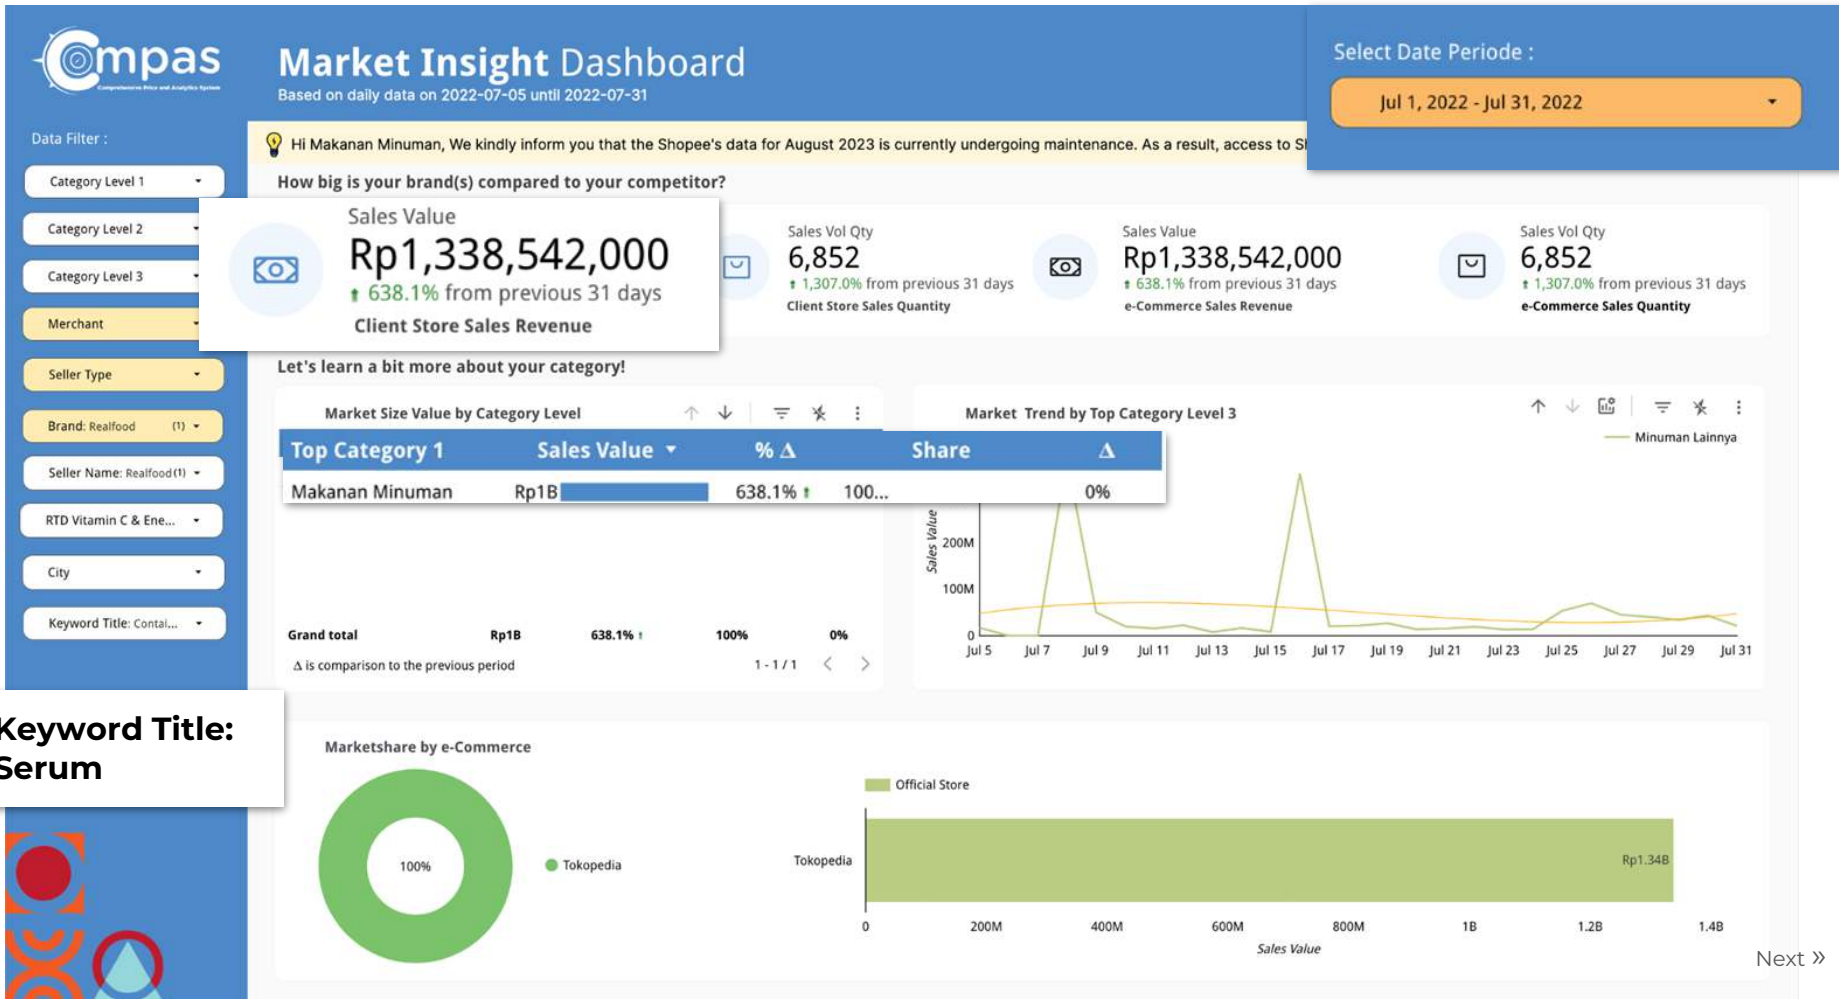 Compas
Comprehensive Price and Analytics System
Market Insight Dashboard
Based on daily data on 2022-07-05 until 2022-07-31
Select Date Periode :
Jul 1, 2022 - Jul 31, 2022
Data Filter :
Category Level 1
Category Level 2
Category Level 3
Merchant
Seller Type
Brand: Realfood (1)
Seller Name: Realfood (1)
RTD Vitamin C & Ene...
City
Keyword Title: Contai...
Keyword Title:
Serum
Hi Makanan Minuman, We kindly inform you that the Shopee's data for August 2023 is currently undergoing maintenance. As a result, access to
How big is your brand(s) compared to your competitor?
Sales Value
Rp1,338,542,000
638.1% from previous 31 days
Client Store Sales Revenue
Sales Vol Qty
6,852
1,307.0% from previous 31 days
Client Store Sales Quantity
Sales Value
Rp1,338,542,000
638.1% from previous 31 days
e-Commerce Sales Revenue
Sales Vol Qty
6,852
1,307.0% from previous 31 days
e-Commerce Sales Quantity
Let's learn a bit more about your category!
Market Size Value by Category Level
Top Category 1 Sales Value % Δ Share Δ
Makanan Minuman Rp1B 638.1% 100... 0%
Grand total Rp1B 638.1% 100% 0%
Δ is comparison to the previous period
1 - 1 / 1
Market Trend by Top Category Level 3
Minuman Lainnya
Sales Value
200M
100M
0
Jul 5 Jul 7 Jul 9 Jul 11 Jul 13 Jul 15 Jul 17 Jul 19 Jul 21 Jul 23 Jul 25 Jul 27 Jul 29 Jul 31
Marketshare by e-Commerce
100%
Tokopedia
Official Store
Tokopedia
Rp1.34B
0 200M 400M 600M 800M 1B 1.2B 1.4B
Sales Value
Next »